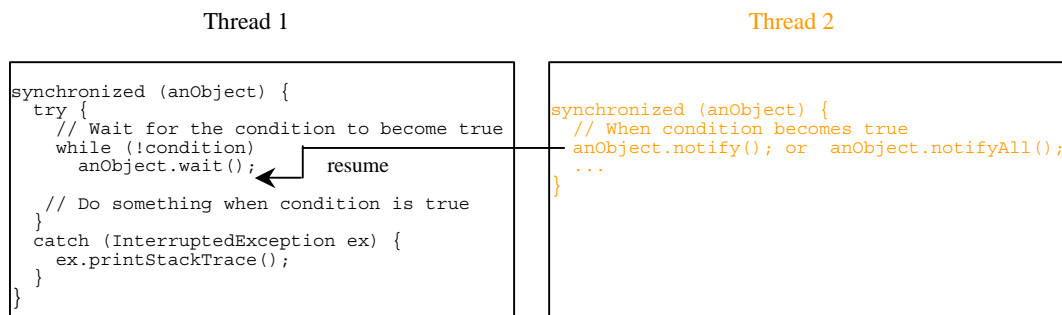 Thread 1
synchronized (anObject) {
  try {
    // Wait for the condition to become true
    while (!condition)
      anObject.wait();
   // Do something when condition is true
  }
  catch (InterruptedException ex) {
    ex.printStackTrace();
  }
}
resume
Thread 2
synchronized (anObject) {
  // When condition becomes true
  anObject.notify(); or  anObject.notifyAll();
  ...
}